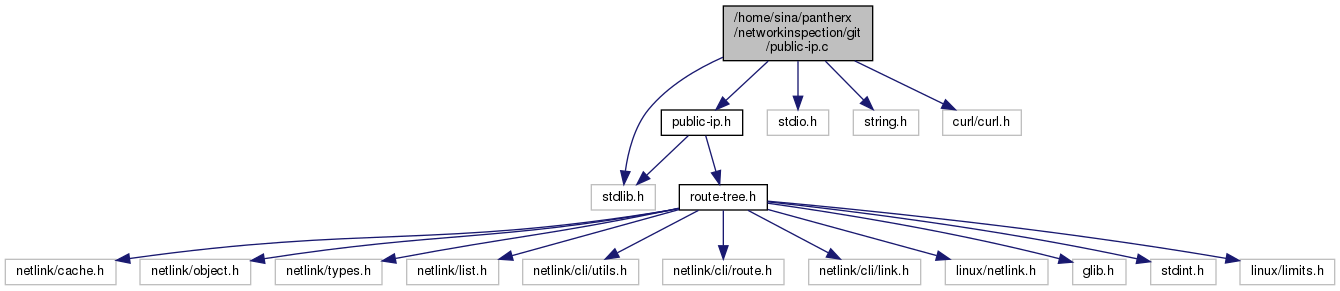 /home/sina/pantherx
/networkinspection/git
/public-ip.c
public-ip.h
stdio.h
string.h
curl/curl.h
stdlib.h
route-tree.h
netlink/cache.h
netlink/object.h
netlink/types.h
netlink/list.h
netlink/cli/utils.h
netlink/cli/route.h
netlink/cli/link.h
linux/netlink.h
glib.h
stdint.h
linux/limits.h